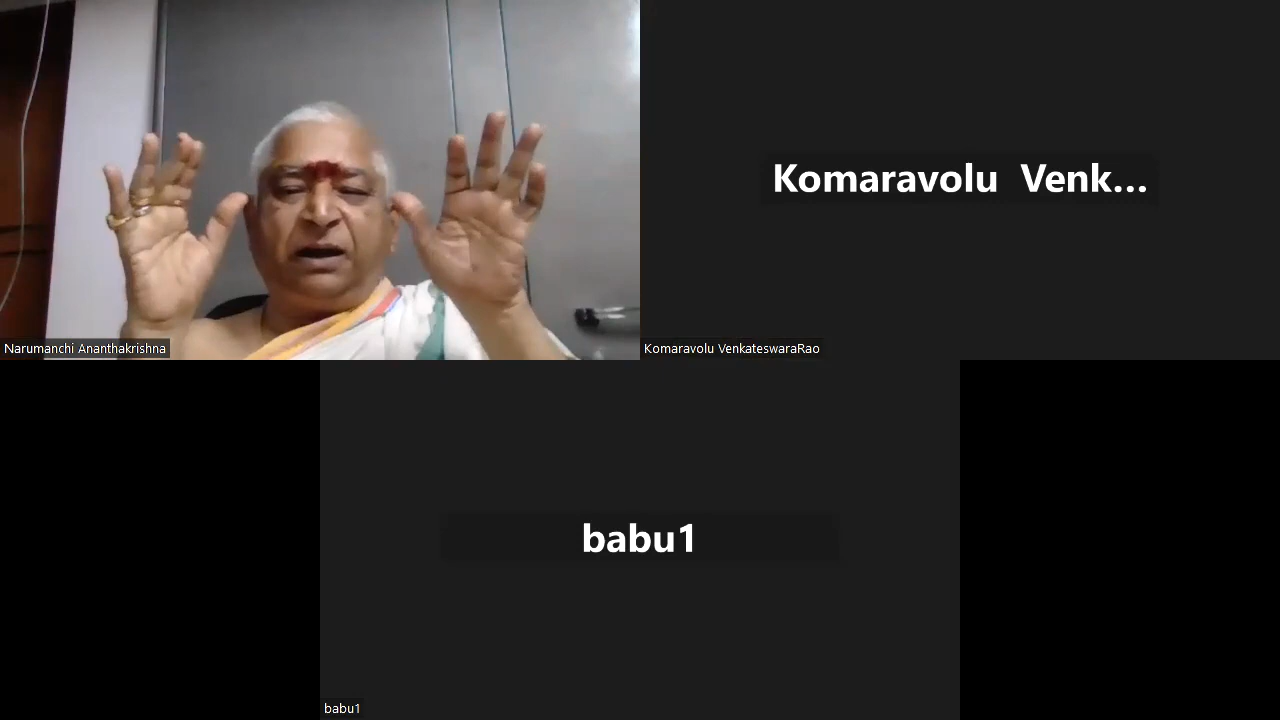 Komaravolu  Venk...
Narumanchi Ananthakrishna
Komaravolu VenkateswaraRao
babu1
babu1